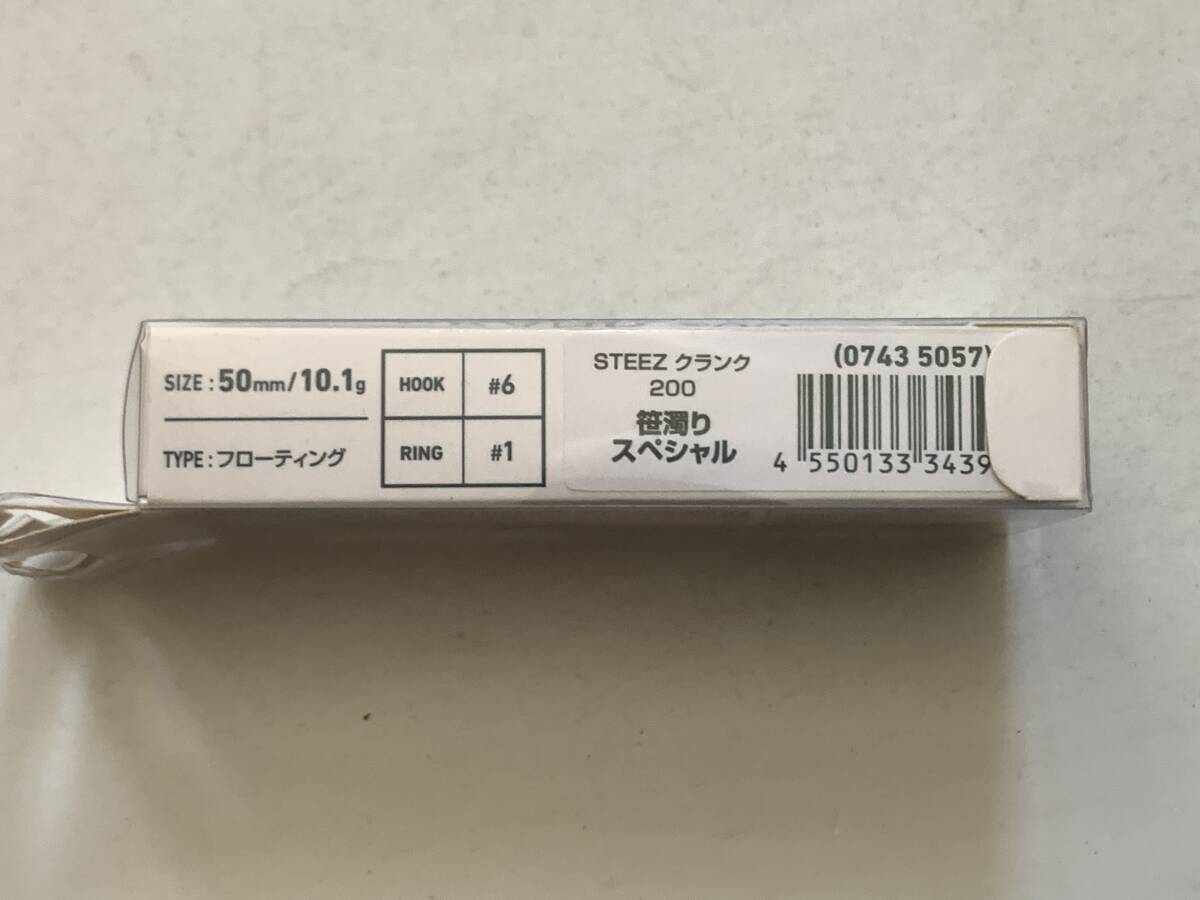 SIZE : 50mm/10.1g
TYPE : フローティング
HOOK #6
RING #1
STEEZ クランク
200
笹濁り
スペシャル
(0743 5057)
4 550133 3439